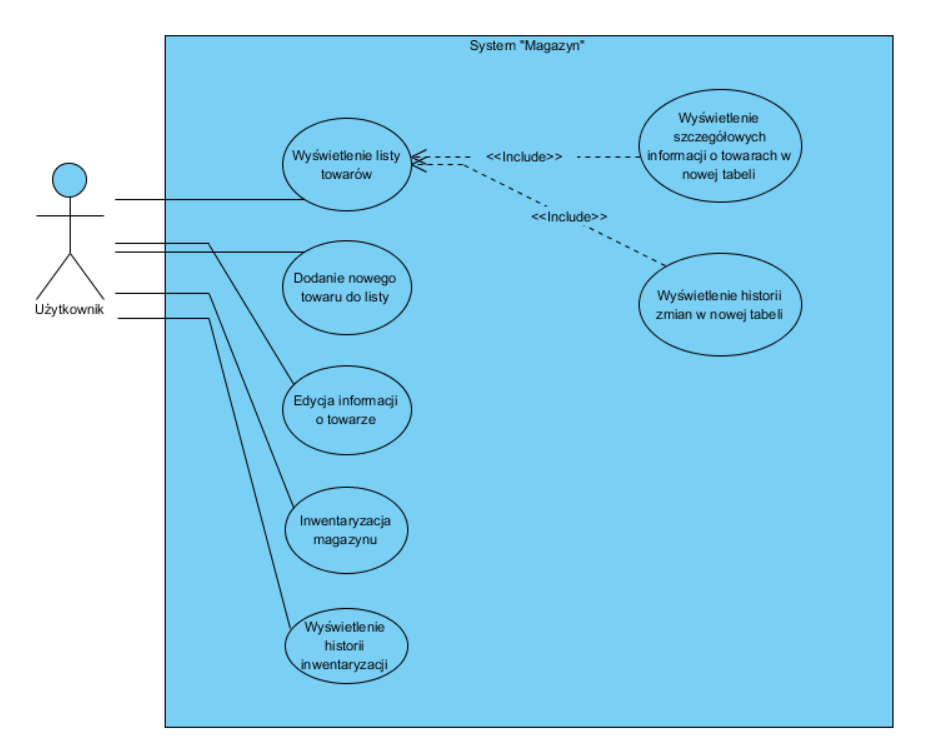 System "Magazyn"
Wyświetlenie listy
towarów
<<Include>>
Wyświetlenie
szczegółowych
informacji o towarach w
nowej tabeli
<<Include>>
Wyświetlenie historii
zmian w nowej tabeli
Użytkownik
Dodanie nowego
towaru do listy
Edycja informacji
o towarze
Inwentaryzacja
magazynu
Wyświetlenie
historii
inwentaryzacji